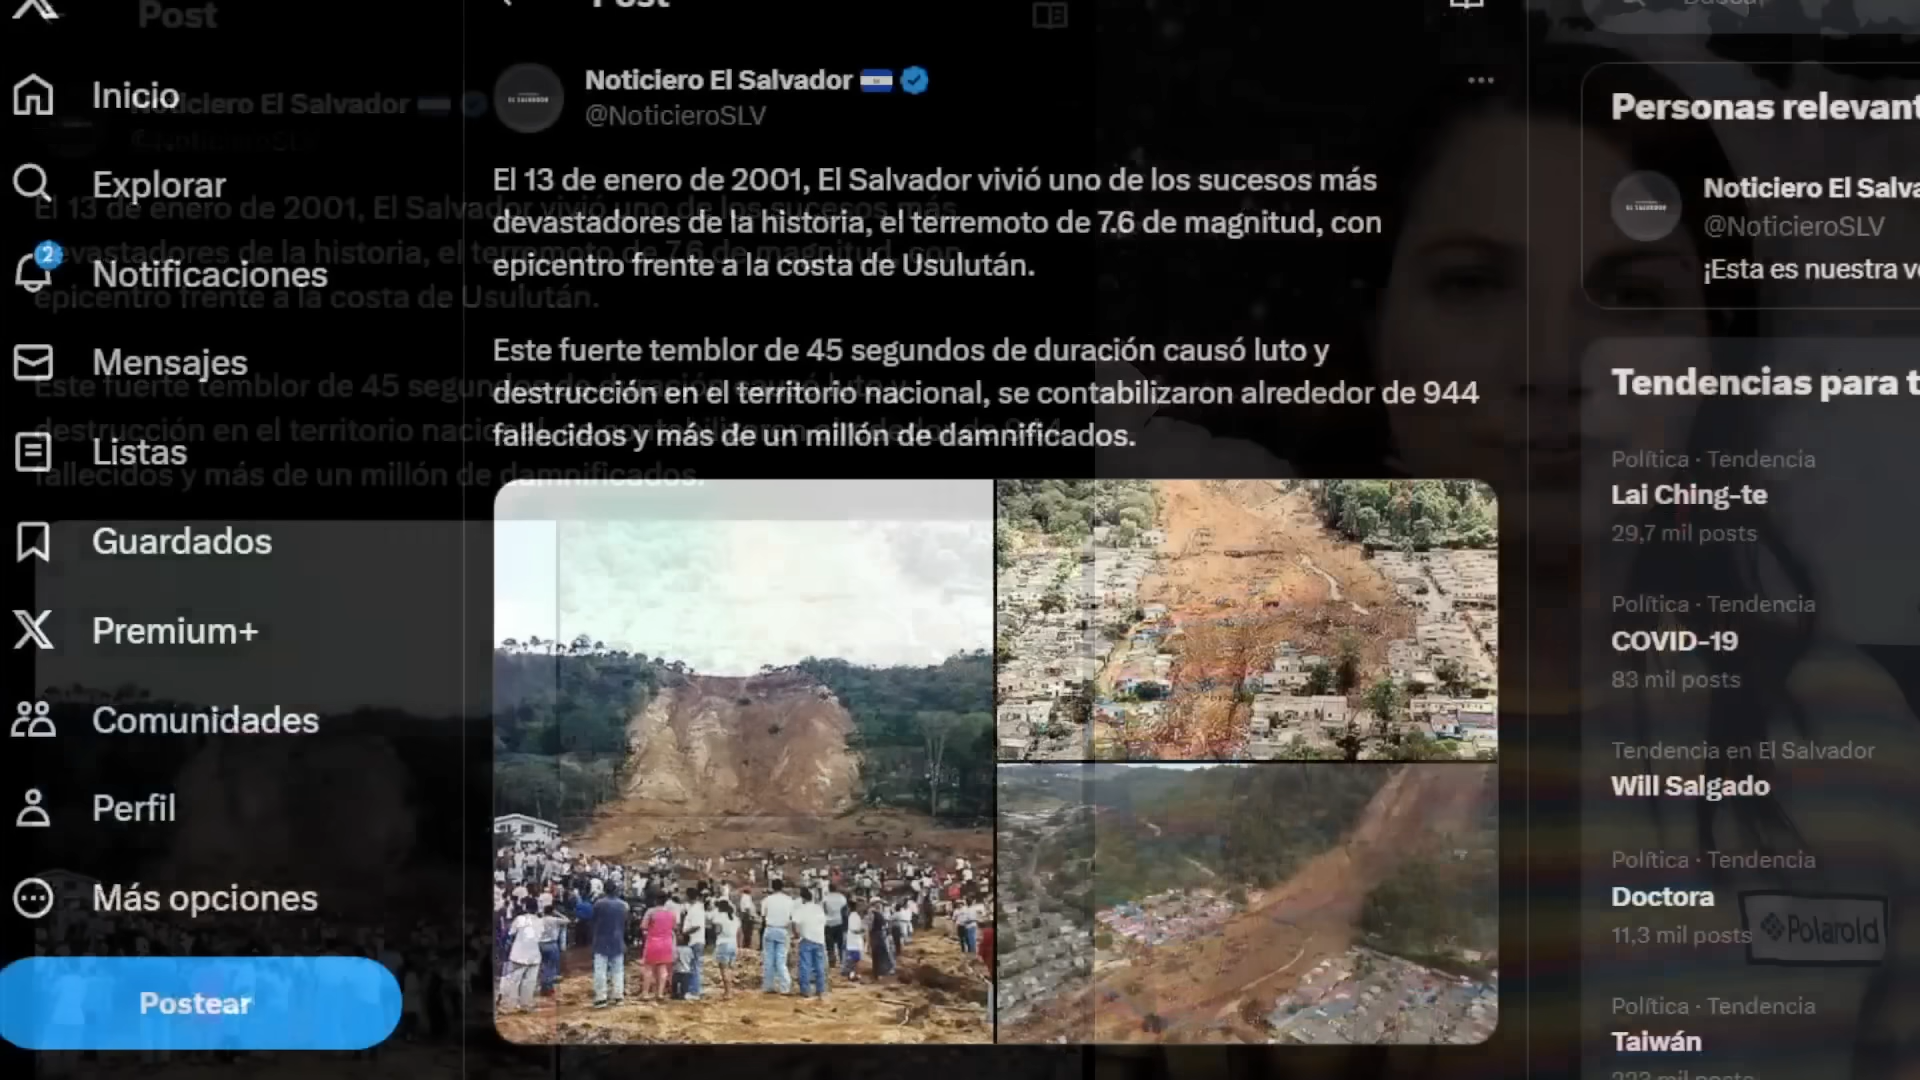 Post
Inicio
Explorar
2
Notificaciones
Mensajes
Listas
Guardados
Premium+
Comunidades
Perfil
Más opciones
Postear
Post
Noticiero El Salvador
@NoticieroSLV
El 13 de enero de 2001, El Salvador vivió uno de los sucesos más
devastadores de la historia, el terremoto de 7.6 de magnitud, con
epicentro frente a la costa de Usulután.
Este fuerte temblor de 45 segundos de duración causó luto y
destrucción en el territorio nacional, se contabilizaron alrededor de 944
fallecidos y más de un millón de damnificados.
Personas relevant
Noticiero El Salva
@NoticieroSLV
¡Esta es nuestra v
Tendencias para t
Política · Tendencia
Lai Ching-te
29,7 mil posts
Política · Tendencia
COVID-19
83 mil posts
Tendencia en El Salvador
Will Salgado
Política · Tendencia
Doctora
11,3 mil posts
Polaroid
Política · Tendencia
Taiwán
223 mil posts